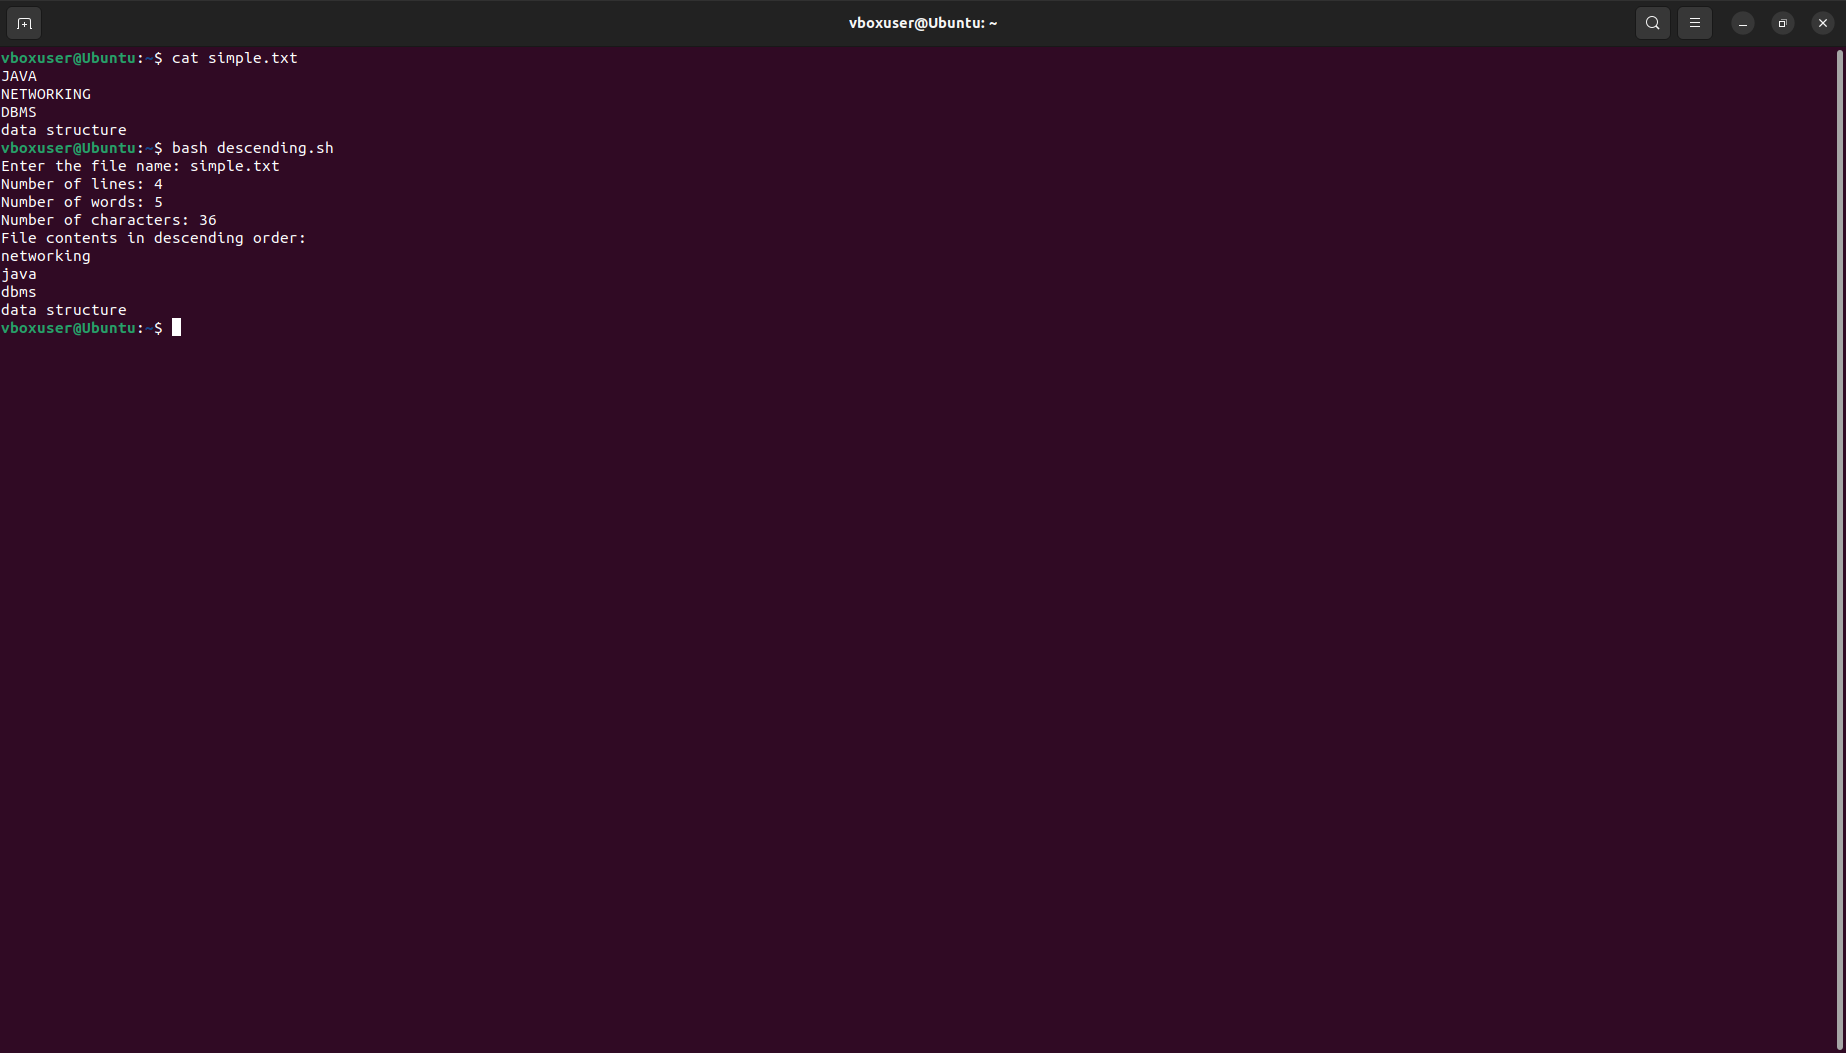 vboxuser@Ubuntu: ~
vboxuser@Ubuntu:~$ cat simple.txt
JAVA
NETWORKING
DBMS
data structure
vboxuser@Ubuntu:~$ bash descending.sh
Enter the file name: simple.txt
Number of lines: 4
Number of words: 5
Number of characters: 36
File contents in descending order:
networking
java
dbms
data structure
vboxuser@Ubuntu:~$